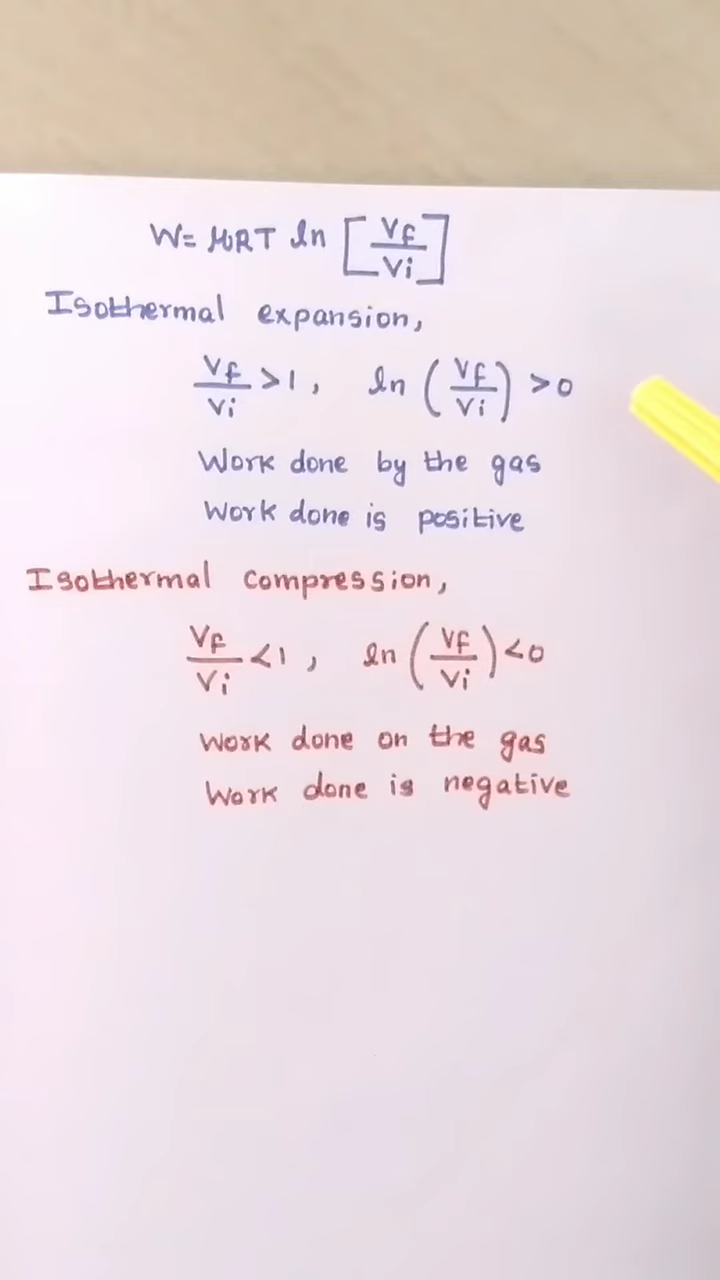 W= μRT ln [Vf/Vi]
Isothermal expansion,
Vf/Vi >1, ln (Vf/Vi) >0
Work done by the gas
Work done is positive
Isothermal compression,
Vf/Vi <1, ln (Vf/Vi) <0
Work done on the gas
Work done is negative